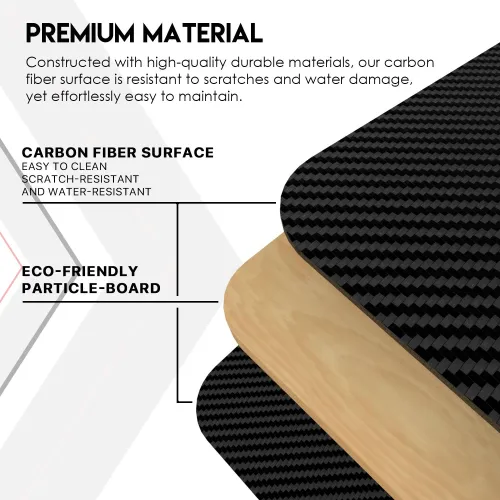 PREMIUM MATERIAL
Constructed with high-quality durable materials, our carbon
fiber surface is resistant to scratches and water damage,
yet effortlessly easy to maintain.
CARBON FIBER SURFACE
EASY TO CLEAN
SCRATCH-RESISTANT
AND WATER-RESISTANT
ECO-FRIENDLY
PARTICLE-BOARD